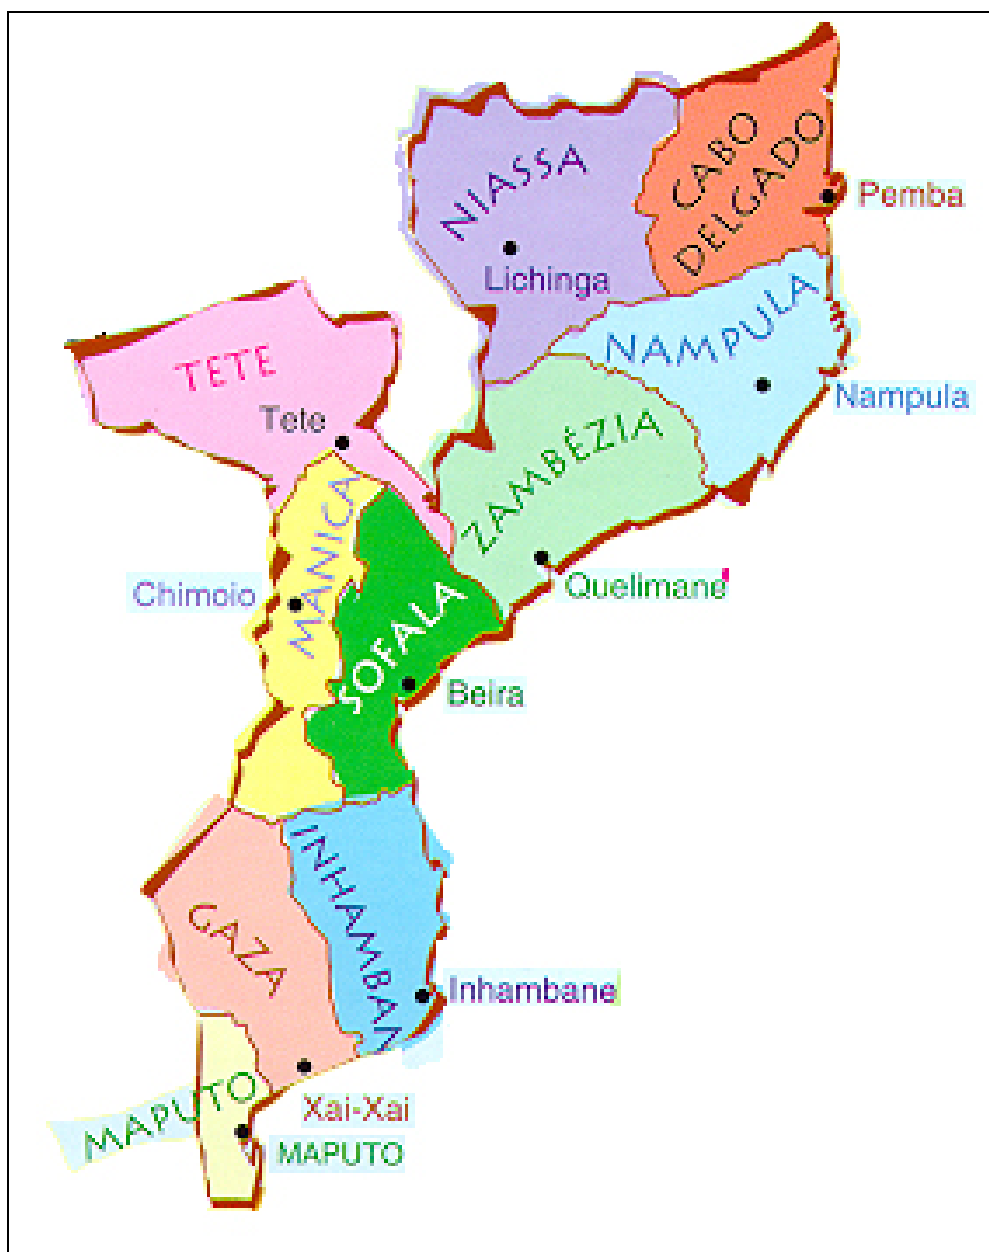 NIASSA
CABO
DELGADO
Pemba
Lichinga
NAMPULA
TETE
Nampula
Tete
ZAMBÉZIA
MANICA
Quelimane
Chimoio
SOFALA
Beira
INHAMBAN
GAZA
Inhambane
MAPUTO
Xai-Xai
MAPUTO